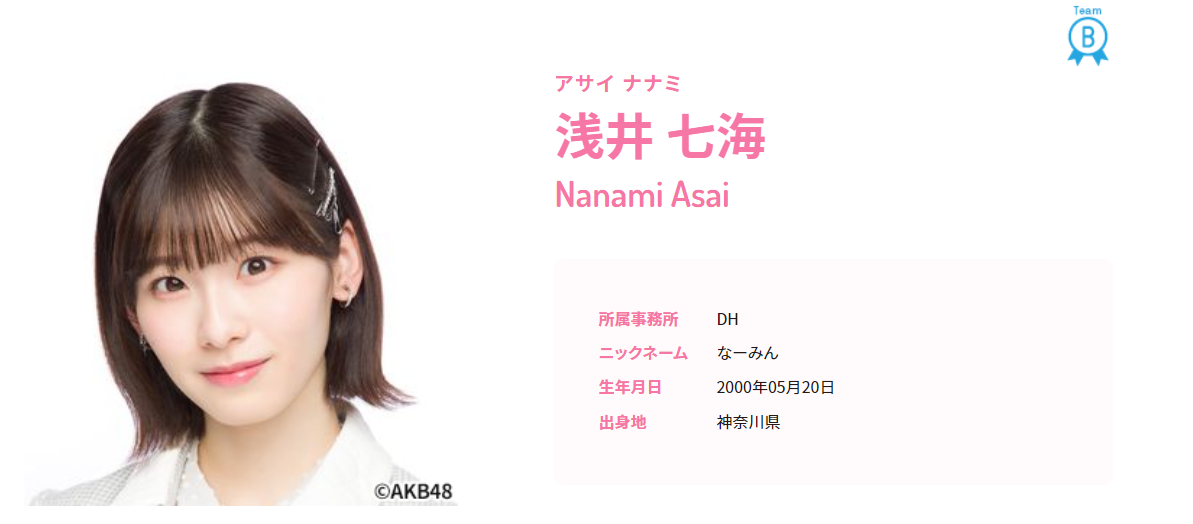 Team
B
アサイ ナナミ
浅井 七海
Nanami Asai
所属事務所 DH
ニックネーム なーみん
生年月日 2000年05月20日
出身地 神奈川県
©AKB48